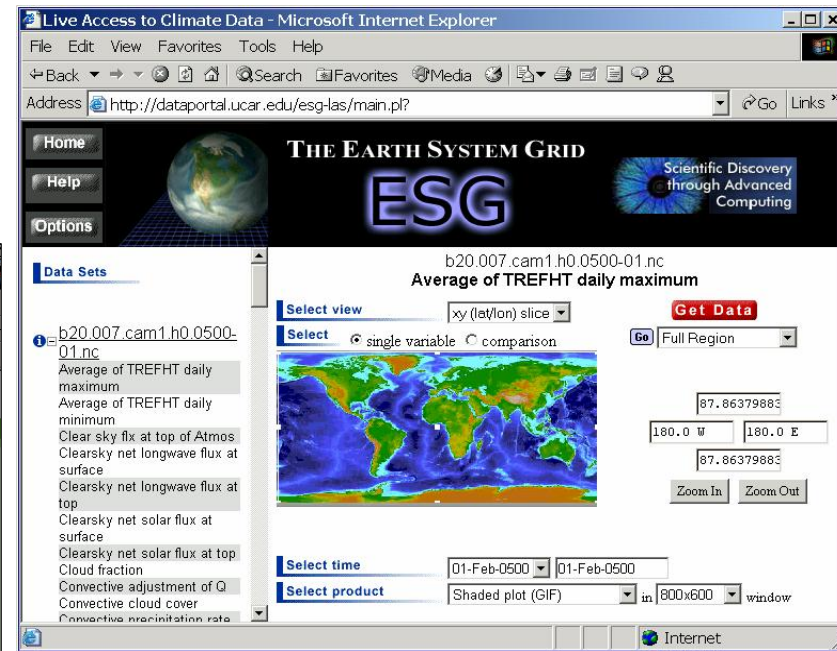 Live Access to Climate Data - Microsoft Internet Explorer
File Edit View Favorites Tools Help
Back Search Favorites Media
Address http://dataportal.ucar.edu/esg-las/main.pl? Go Links »
Home
Help
Options
THE EARTH SYSTEM GRID
ESG
Scientific Discovery
through Advanced
Computing
Data Sets
b20.007.cam1.h0.0500-
01.nc
Average of TREFHT daily
maximum
Average of TREFHT daily
minimum
Clear sky flx at top of Atmos
Clearsky net longwave flux at
surface
Clearsky net longwave flux at
top
Clearsky net solar flux at
surface
Clearsky net solar flux at top
Cloud fraction
Convective adjustment of Q
Convective cloud cover
Convective precipitation rate
b20.007.cam1.h0.0500-01.nc
Average of TREFHT daily maximum
Select view xy (lat/lon) slice Get Data
Select single variable comparison Go Full Region
87.86379883
180.0 W 180.0 E
87.86379883
Zoom In Zoom Out
Select time 01-Feb-0500 01-Feb-0500
Select product Shaded plot (GIF) in 800x600 window
Internet